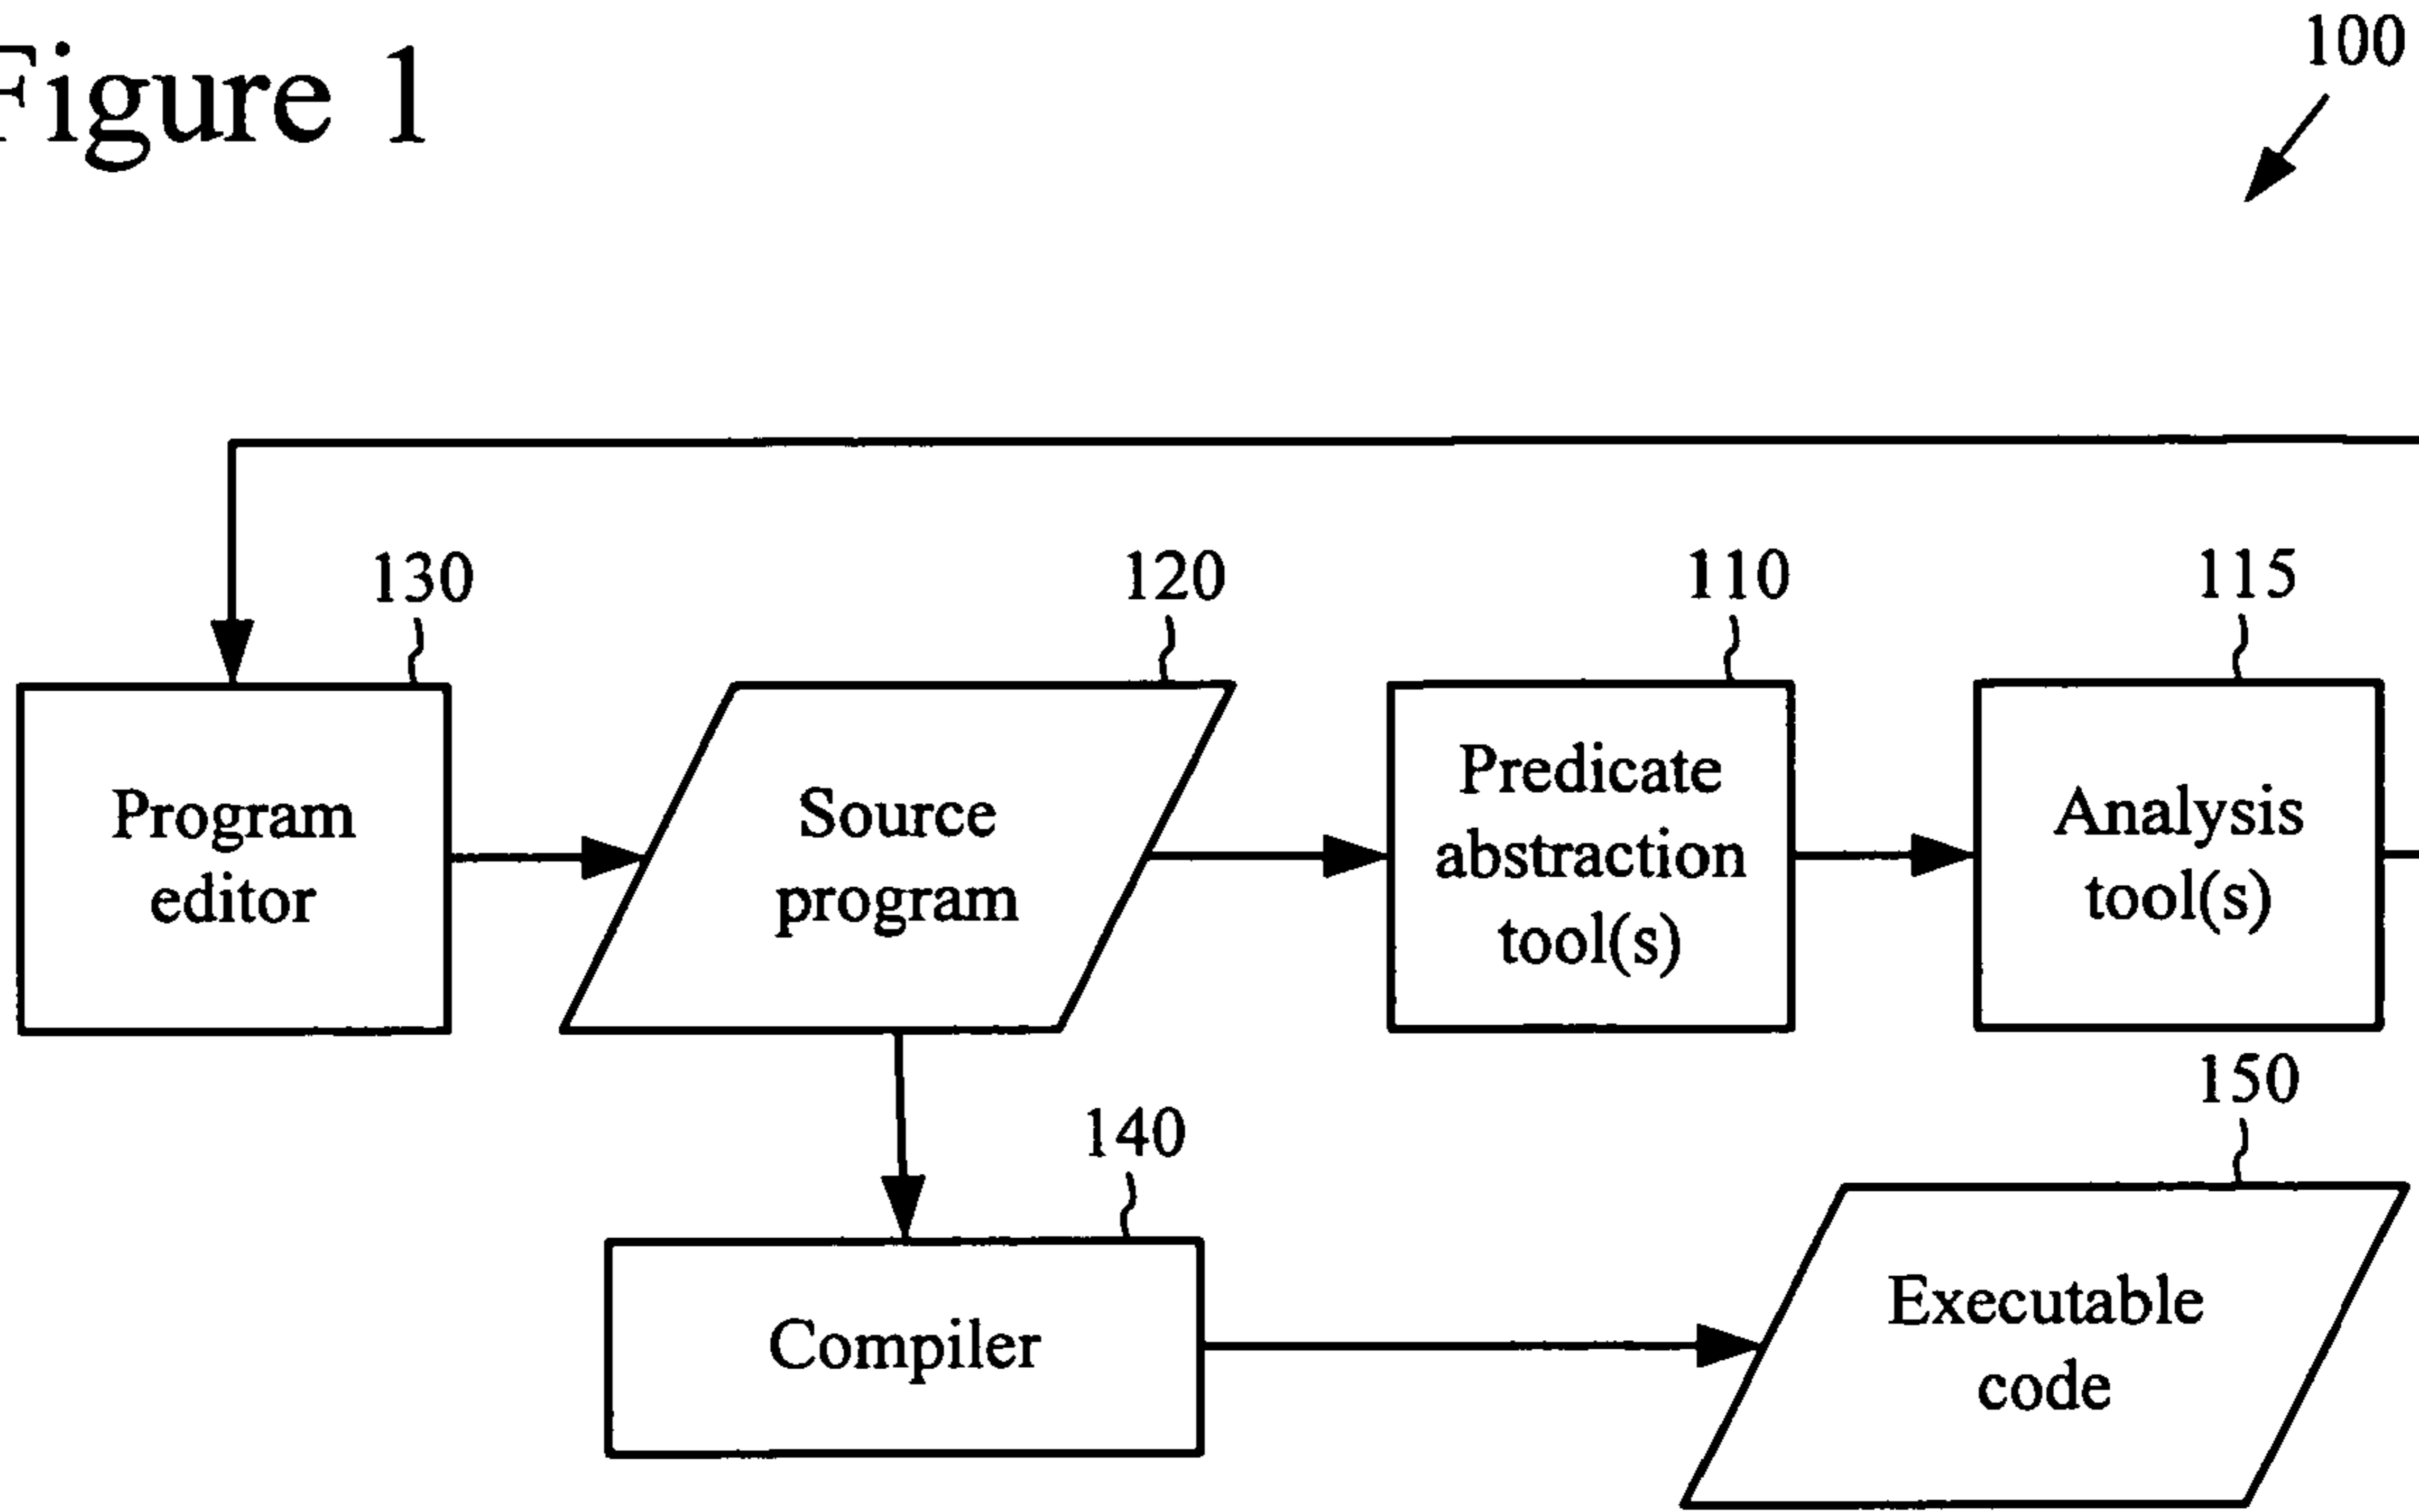 Figure 1
100
130
120
110
115
Program
editor
Source
program
Predicate
abstraction
tool(s)
Analysis
tool(s)
140
150
Compiler
Executable
code